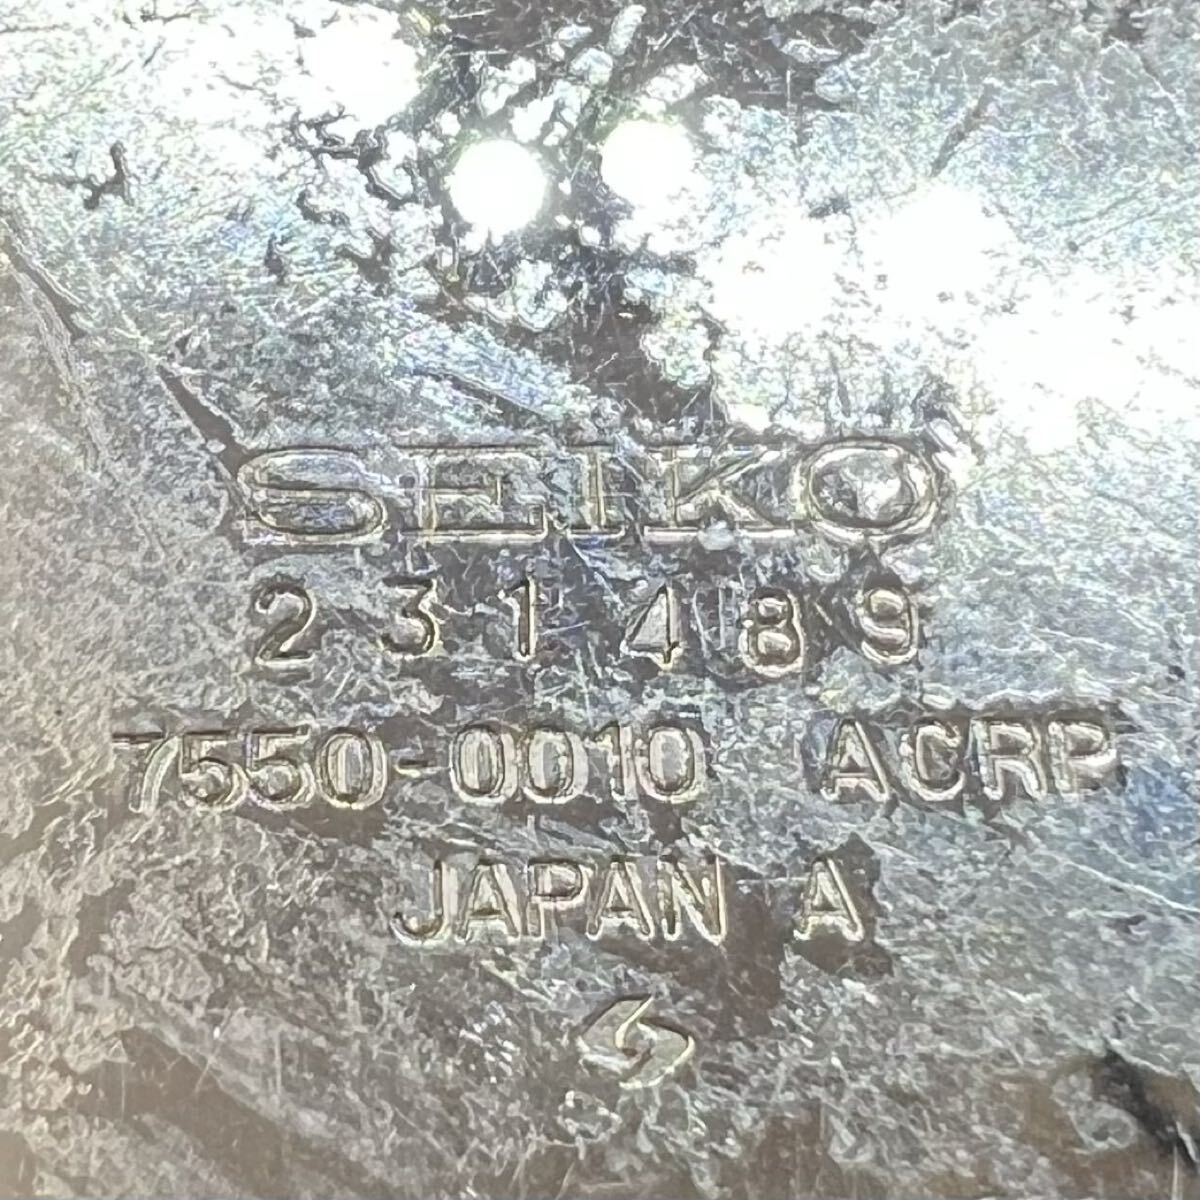 SEIKO
231489
7550-0010 ACRP
JAPAN A